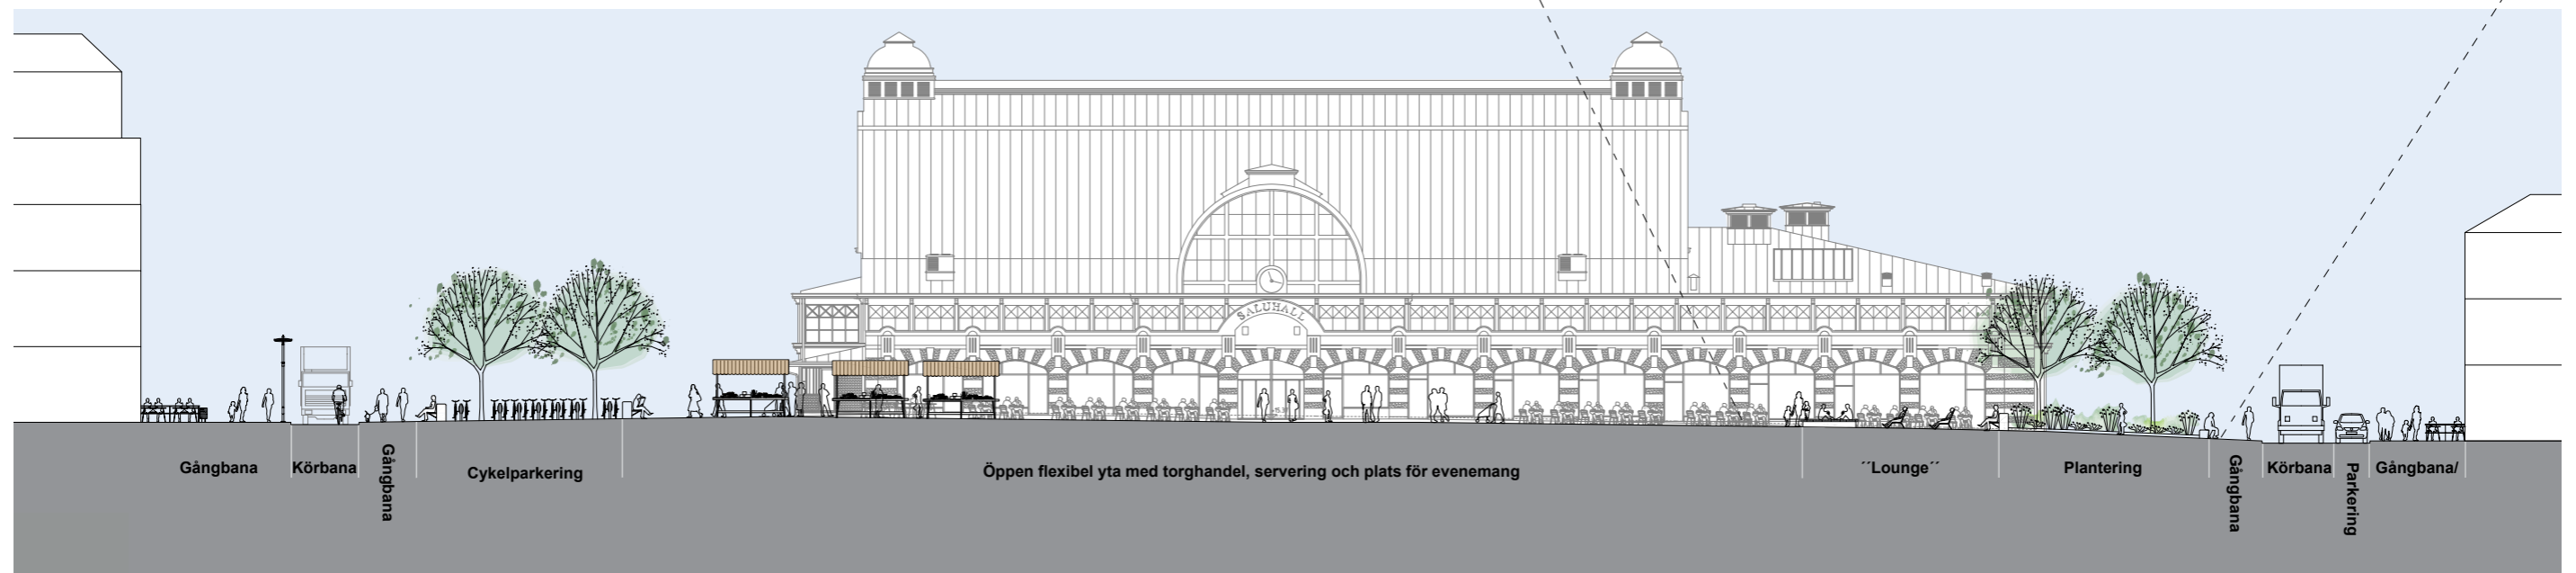 SALUHALL
Gångbana
Körbana
Gångbana
Cykelparkering
Öppen flexibel yta med torghandel, servering och plats för evenemang
´´Lounge´´
Plantering
Gångbana
Körbana
Parkering
Gångbana/